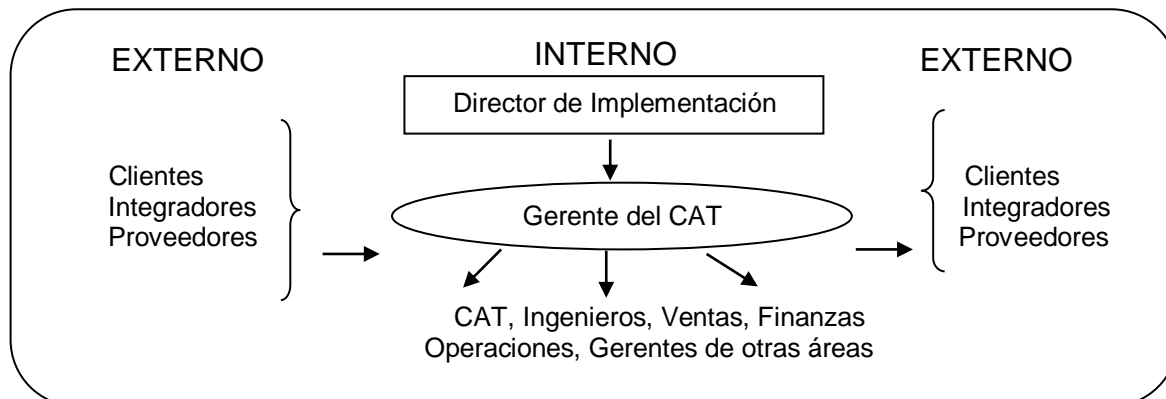 EXTERNO
INTERNO
EXTERNO
Director de Implementación
Clientes
Integradores
Proveedores
Gerente del CAT
Clientes
Integradores
Proveedores
CAT, Ingenieros, Ventas, Finanzas
Operaciones, Gerentes de otras áreas